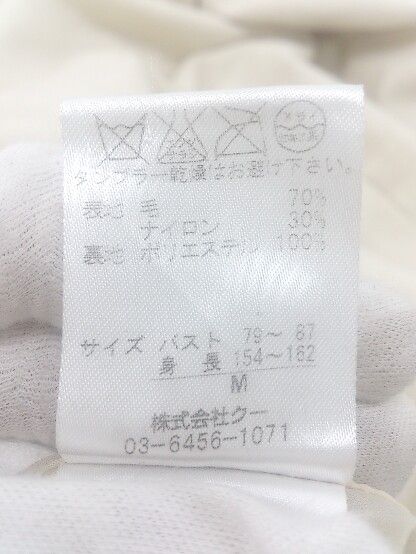 タンブラー乾燥はお避け下さい。
表地 毛 70%
ナイロン 30%
裏地 ポリエステル 100%
サイズ バスト 79〜 87
身 長 154〜162
M
株式会社クー
03-6456-1071